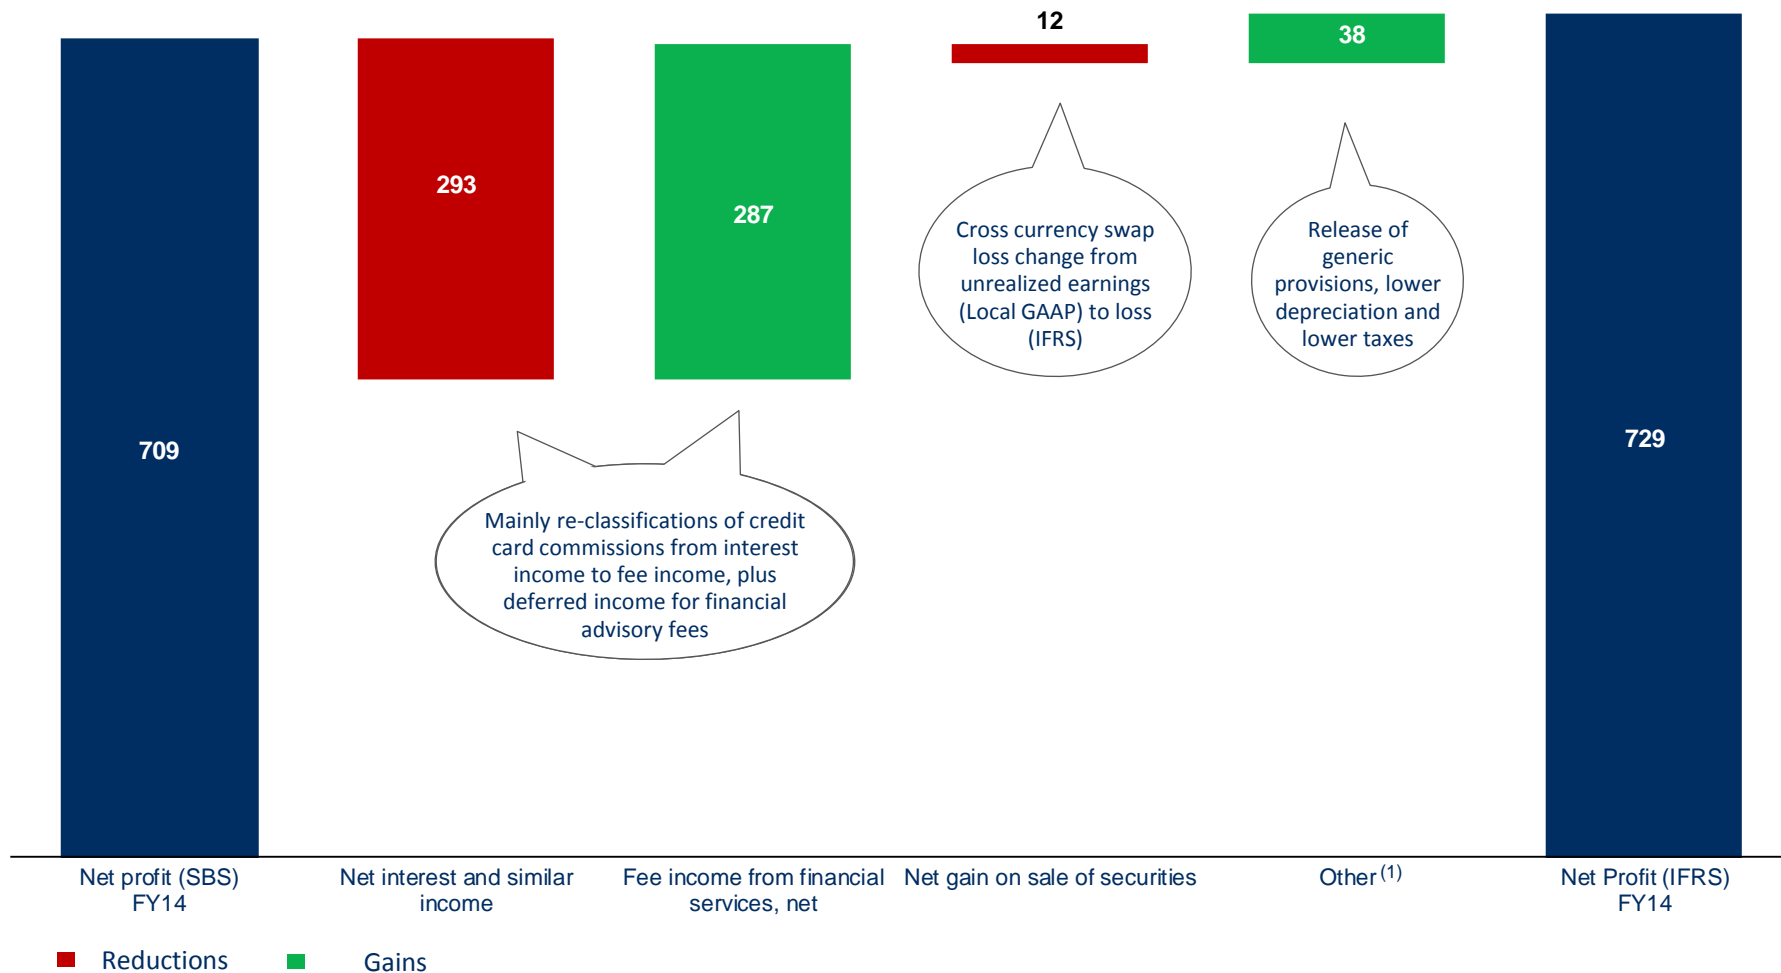 12
38
293
287
709
729
Cross currency swap
loss change from
unrealized earnings
(Local GAAP) to loss
(IFRS)
Release of
generic
provisions, lower
depreciation and
lower taxes
Mainly re-classifications of credit
card commissions from interest
income to fee income, plus
deferred income for financial
advisory fees
Net profit (SBS)
FY14
Net interest and similar
income
Fee income from financial
services, net
Net gain on sale of securities
Other (1)
Net Profit (IFRS)
FY14
Reductions
Gains